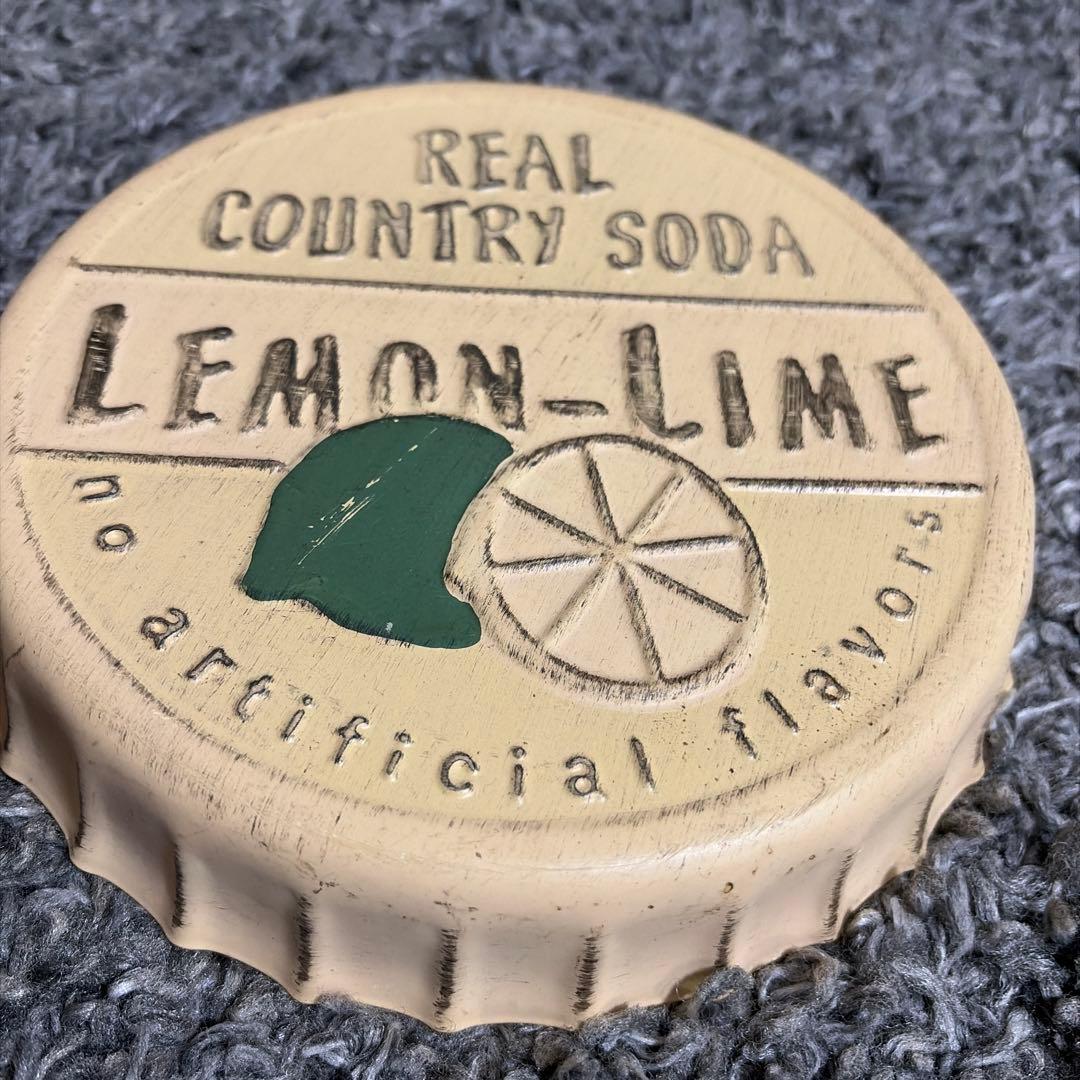 REAL
COUNTRY SODA
LEMON-LIME
no artificial flavors